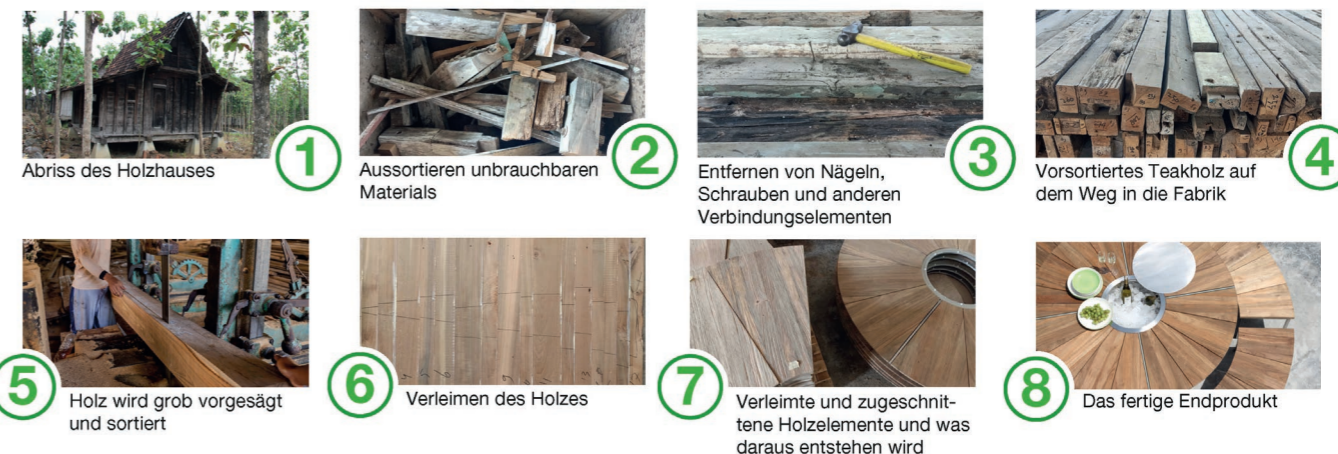 1
Abriss des Holzhauses
2
Aussortieren unbrauchbaren
Materials
3
Entfernen von Nägeln,
Schrauben und anderen
Verbindungselementen
4
Vorsortiertes Teakholz auf
dem Weg in die Fabrik
5
Holz wird grob vorgesägt
und sortiert
6
Verleimen des Holzes
7
Verleimte und zugeschnit-
tene Holzelemente und was
daraus entstehen wird
8
Das fertige Endprodukt